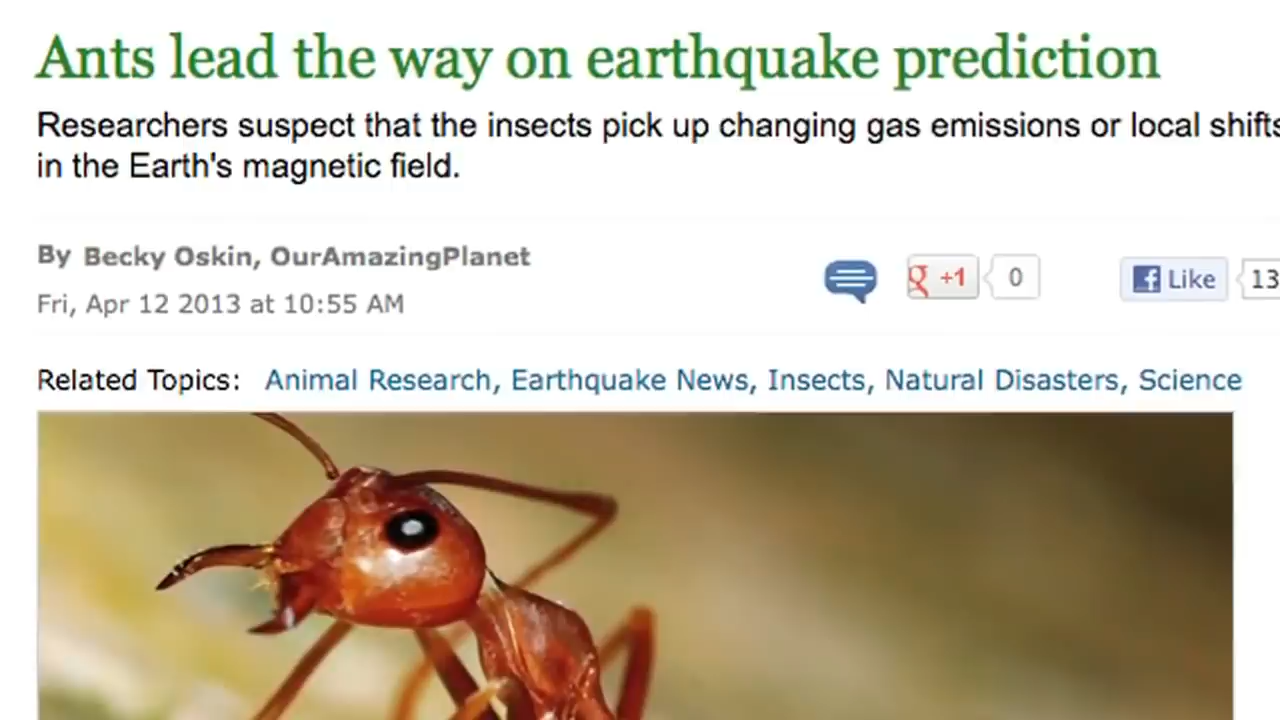 Ants lead the way on earthquake prediction
Researchers suspect that the insects pick up changing gas emissions or local shifts
in the Earth's magnetic field.
By Becky Oskin, OurAmazingPlanet
Fri, Apr 12 2013 at 10:55 AM
g +1 0 f Like 13
Related Topics: Animal Research, Earthquake News, Insects, Natural Disasters, Science